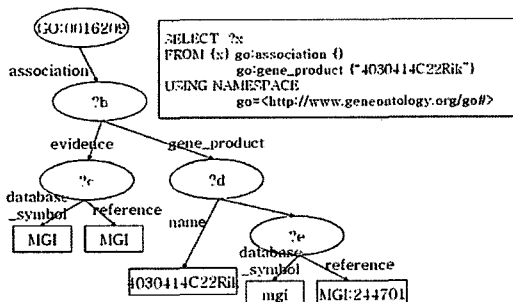 GO:0016209
SELECT ?x
FROM {x} go:association {}
go:gene_product {"4030414C22Rik"}
USING NAMESPACE
go=<http://www.geneontology.org/go#>
association
?b
evidence
gene_product
?c
?d
database
_symbol
reference
name
?e
MGI
MGI
database
_symbol
reference
4030414C22Rik
mgi
MGI:244701